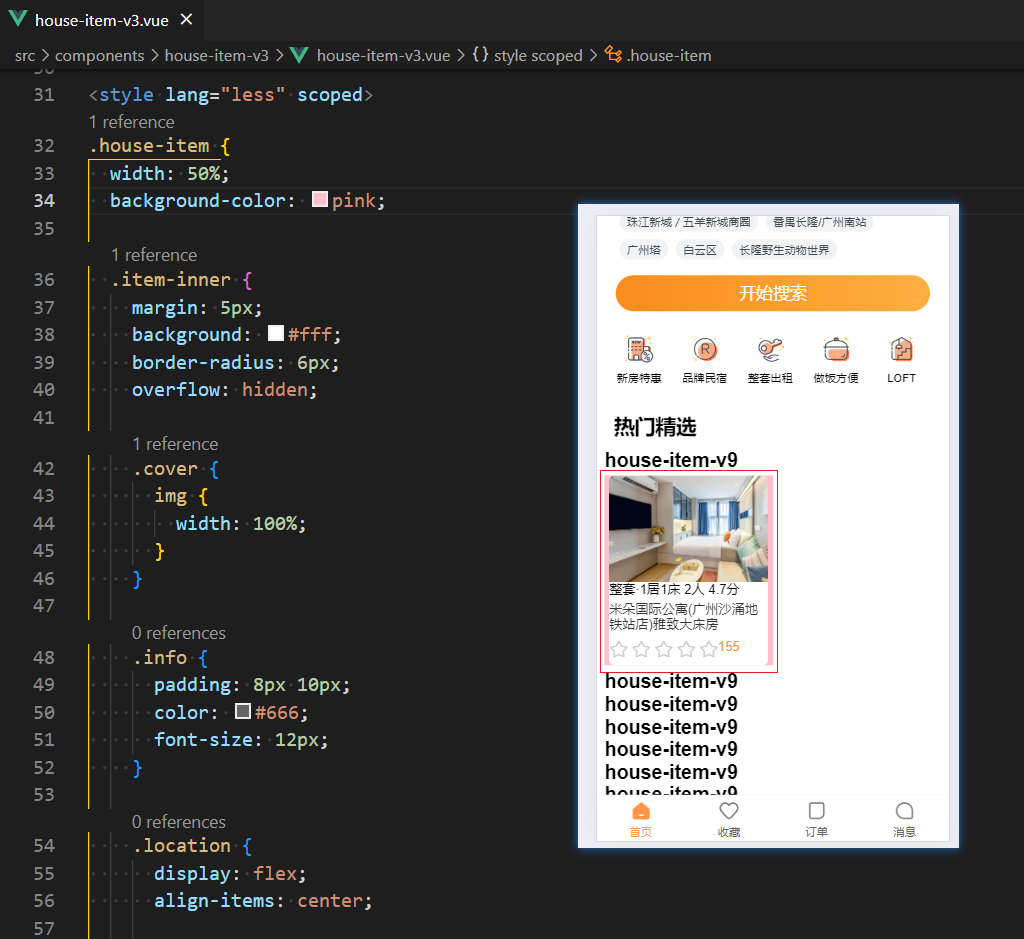 house-item-v3.vue
src > components > house-item-v3 > house-item-v3.vue > {} style scoped > .house-item
31 <style lang="less" scoped>
1 reference
32 .house-item {
33 width: 50%;
34 background-color: pink;
35
1 reference
36 .item-inner {
37 margin: 5px;
38 background: #fff;
39 border-radius: 6px;
40 overflow: hidden;
41
1 reference
42 .cover {
43 img {
44 width: 100%;
45 }
46 }
47
0 references
48 .info {
49 padding: 8px 10px;
50 color: #666;
51 font-size: 12px;
52 }
53
0 references
54 .location {
55 display: flex;
56 align-items: center;
57
珠江新城 / 五羊新城商圈 番禺长隆/广州南站
广州塔 白云区 长隆野生动物世界
开始搜索
新房特惠 品牌民宿 整套出租 做饭方便 LOFT
热门精选
house-item-v9
整套·1居1床 2人 4.7分
米朵国际公寓(广州沙涌地
铁站店)雅致大床房
155
house-item-v9
house-item-v9
house-item-v9
house-item-v9
house-item-v9
house-item-v9
首页 收藏 订单 消息